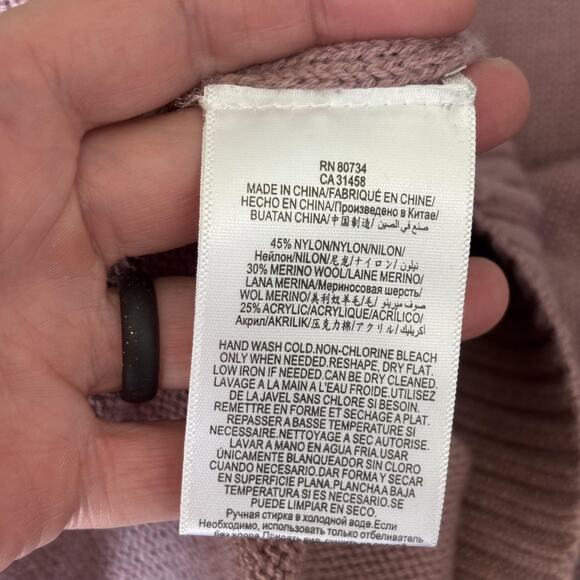 RN 80734
CA 31458
MADE IN CHINA/FABRIQUÉ EN CHINE/
HECHO EN CHINA/Произведено в Китае/
BUATAN CHINA/中国制造/ صنع في الصين
45% NYLON/NYLON/NILON/
Нейлон/NILON/尼龙/ナイロン/ نيلون
30% MERINO WOOL/LAINE MERINO/
LANA MERINA/Мериносовая шерсть/
WOL MERINO/美利奴羊毛/毛/ صوف مرينو
25% ACRYLIC/ACRYLIQUE/ACRÍLICO/
Акрил/AKRILIK/压克力棉/アクリル/ أكريليك
HAND WASH COLD.NON-CHLORINE BLEACH
ONLY WHEN NEEDED.RESHAPE, DRY FLAT.
LOW IRON IF NEEDED.CAN BE DRY CLEANED.
LAVAGE A LA MAIN A L'EAU FROIDE.UTILISEZ
DE LA JAVEL SANS CHLORE SI BESOIN.
REMETTRE EN FORME ET SECHAGE A PLAT.
REPASSER A BASSE TEMPERATURE SI
NECESSAIRE.NETTOYAGE A SEC AUTORISE.
LAVAR A MANO EN AGUA FRIA.USAR
ÚNICAMENTE BLANQUEADOR SIN CLORO
CUANDO NECESARIO.DAR FORMA Y SECAR
EN SUPERFICIE PLANA.PLANCHA A BAJA
TEMPERATURA SI ES NECESARIO.SE
PUEDE LIMPIAR EN SECO.
Ручная стирка в холодной воде.Если
Необходимо, использовать только отбеливатель